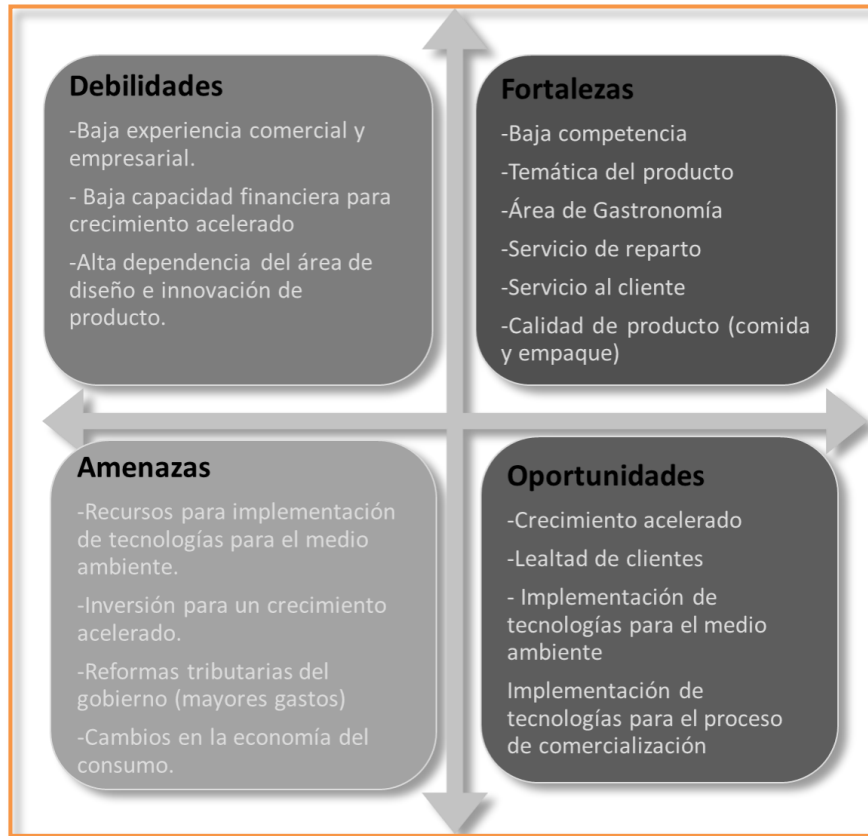 Debilidades
-Baja experiencia comercial y
empresarial.
- Baja capacidad financiera para
crecimiento acelerado
-Alta dependencia del área de
diseño e innovación de
producto.
Fortalezas
-Baja competencia
-Temática del producto
-Área de Gastronomía
-Servicio de reparto
-Servicio al cliente
-Calidad de producto (comida
y empaque)
Amenazas
-Recursos para implementación
de tecnologías para el medio
ambiente.
-Inversión para un crecimiento
acelerado.
-Reformas tributarias del
gobierno (mayores gastos)
-Cambios en la economía del
consumo.
Oportunidades
-Crecimiento acelerado
-Lealtad de clientes
- Implementación de
tecnologías para el medio
ambiente
Implementación de
tecnologías para el proceso
de comercialización